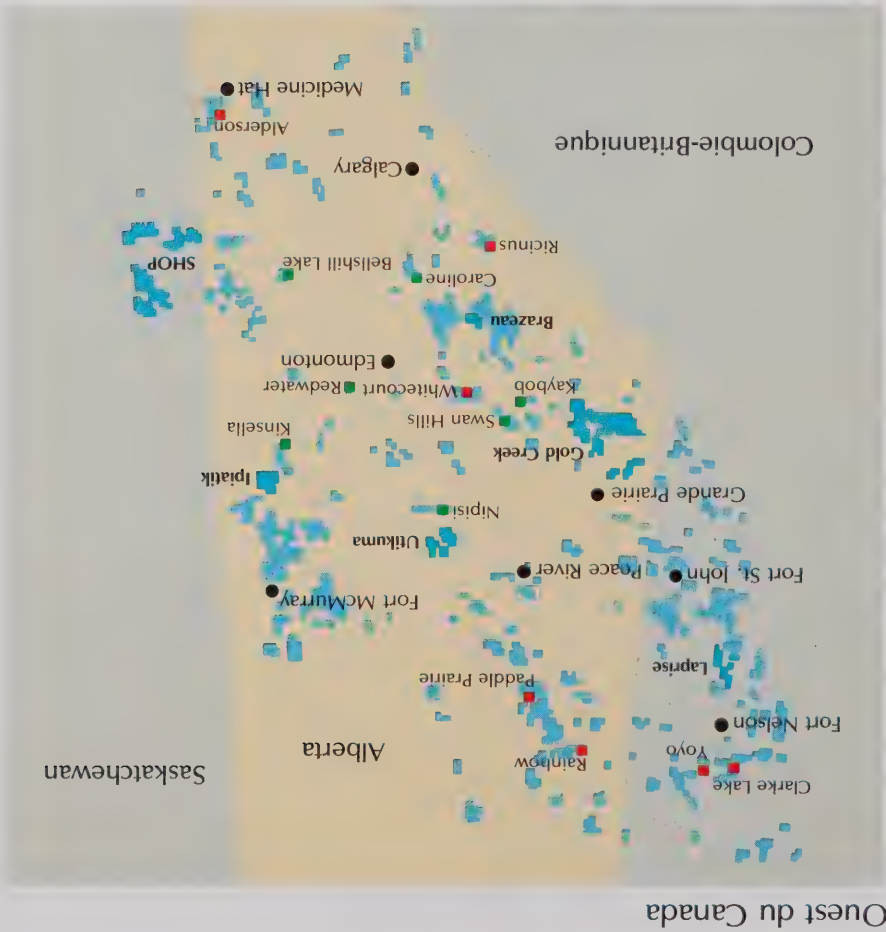 Ouest du Canada
Clarke Lake
Yoyo
Rainbow
Alberta
Saskatchewan
Fort Nelson
Paddle Prairie
Laprise
Fort McMurray
Fort St. John
Peace River
Utikuma
Nipisi
Grande Prairie
Ipiatik
Gold Creek
Kinsella
Swan Hills
Kaybob
Whitecourt
Redwater
Edmonton
Brazeau
Caroline
Bellshill Lake
SHOP
Ricinus
Calgary
Colombie-Britannique
Alderson
Medicine Hat